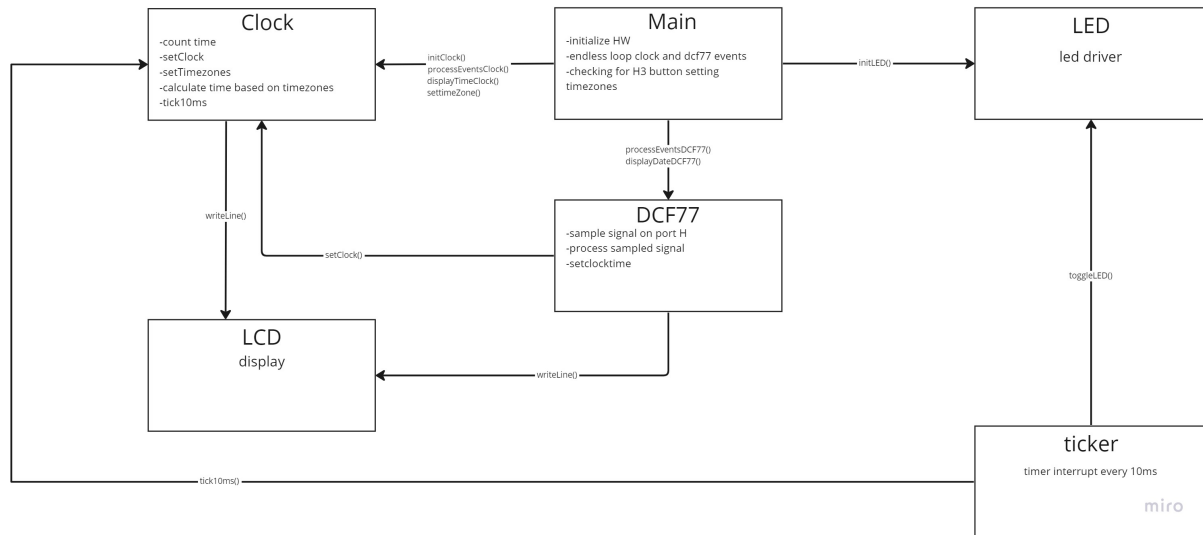 Clock
-count time
-setClock
-setTimezones
-calculate time based on timezones
-tick10ms
initClock()
processEventsClock()
displayTimeClock()
settimeZone()
Main
-initialize HW
-endless loop clock and dcf77 events
-checking for H3 button setting
timezones
initLED()
LED
led driver
processEventsDCF77()
displayDateDCF77()
writeLine()
DCF77
-sample signal on port H
-process sampled signal
-setclocktime
setClock()
toggleLED()
LCD
display
writeLine()
ticker
timer interrupt every 10ms
tick10ms()
miro